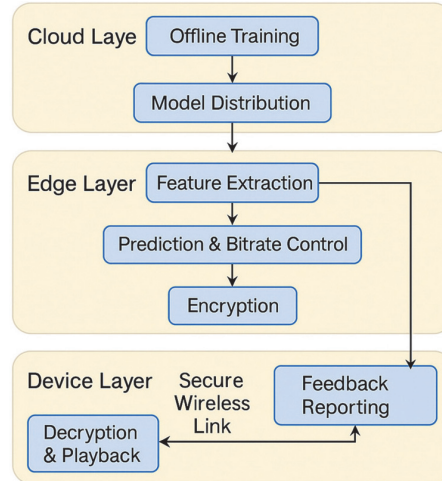 Cloud Laye
Offline Training
Model Distribution
Edge Layer
Feature Extraction
Prediction & Bitrate Control
Encryption
Device Layer
Secure
Wireless
Link
Feedback
Reporting
Decryption
& Playback